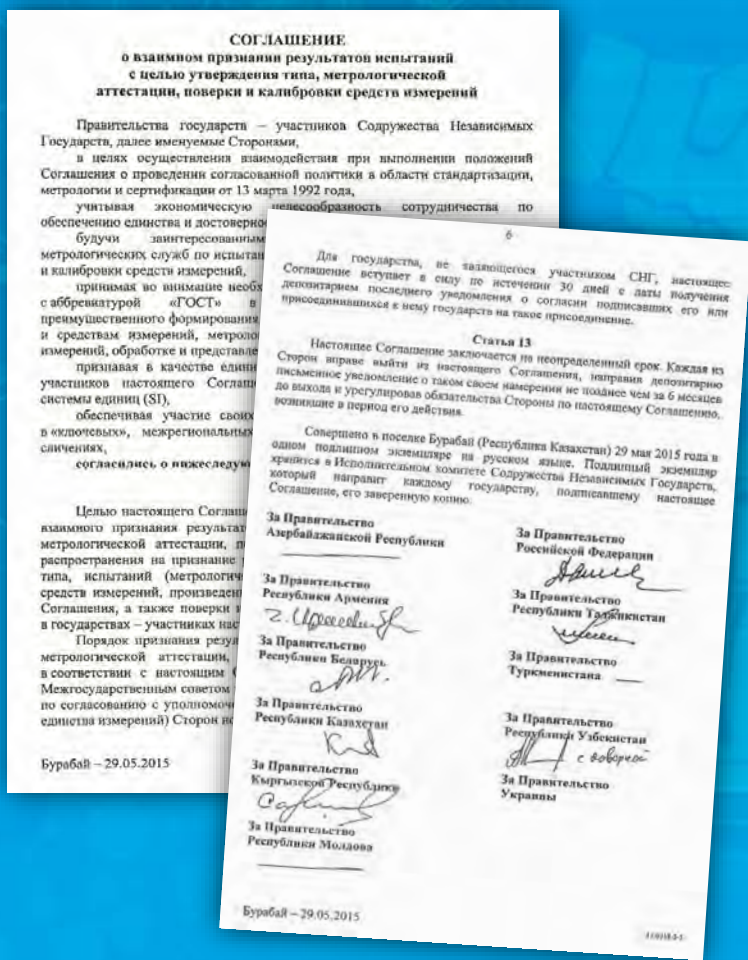 СОГЛАШЕНИЕ
о взаимном признании результатов испытаний
с целью утверждения типа, метрологической
аттестации, поверки и калибровки средств измерений
Правительства государств – участников Содружества Независимых
Государств, далее именуемые Сторонами,
в целях осуществления взаимодействия при выполнении положений
Соглашения о проведении согласованной политики в области стандартизации,
метрологии и сертификации от 13 марта 1992 года,
учитывая экономическую целесообразность сотрудничества по
обеспечению единства и достоверно
будучи заинтересованным
метрологических служб по испытан
и калибровки средств измерений,
принимая во внимание необх
с аббревиатурой «ГОСТ» в
преимущественного формирования
и средствам измерений, метроло
измерений, обработке и представле
признавая в качестве едини
участников настоящего Соглаш
системы единиц (SI),
обеспечивая участие своих
в «ключевых», межрегиональных
сличениях,
согласились о нижеследую
Целью настоящего Соглаш
взаимного признания результат
метрологической аттестации, п
распространения на признание
типа, испытаний (метрологич
средств измерений, произведен
Соглашения, а также поверки
в государствах – участниках нас
Порядок признания резул
метрологической аттестации,
в соответствии с настоящим С
Межгосударственным советом
по согласованию с уполномоч
единства измерений) Сторон
Бурабай – 29.05.2015
6
Для государства, не являющегося участником СНГ, настоящее
Соглашение вступает в силу по истечении 30 дней с даты получения
депозитарием последнего уведомления о согласии подписавших его или
присоединившихся к нему государств на такое присоединение.
Статья 13
Настоящее Соглашение заключается на неопределенный срок. Каждая из
Сторон вправе выйти из настоящего Соглашения, направив депозитарию
письменное уведомление о таком своем намерении не позднее чем за 6 месяцев
до выхода и урегулировав обязательства Стороны по настоящему Соглашению,
возникшие в период его действия.
Совершено в поселке Бурабай (Республика Казахстан) 29 мая 2015 года в
одном подлинном экземпляре на русском языке. Подлинный экземпляр
хранится в Исполнительном комитете Содружества Независимых Государств,
который направит каждому государству, подписавшему настоящее
Соглашение, его заверенную копию.
За Правительство
Азербайджанской Республики
За Правительство
Республики Армения
За Правительство
Республики Беларусь
За Правительство
Республики Казахстан
За Правительство
Кыргызской Республики
За Правительство
Республики Молдова
За Правительство
Российской Федерации
За Правительство
Республики Таджикистан
За Правительство
Туркменистана
За Правительство
Республики Узбекистан
с оговоркой
За Правительство
Украины
Бурабай – 29.05.2015